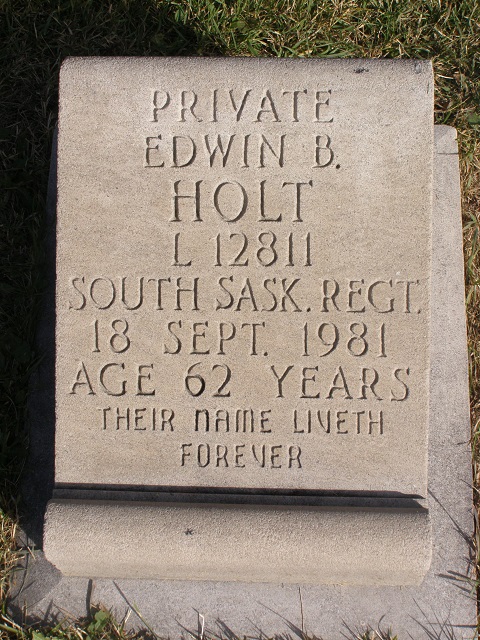 PRIVATE
EDWIN B.
HOLT
L 12811
SOUTH SASK. REGT.
18 SEPT. 1981
AGE 62 YEARS
THEIR NAME LIVETH
FOREVER